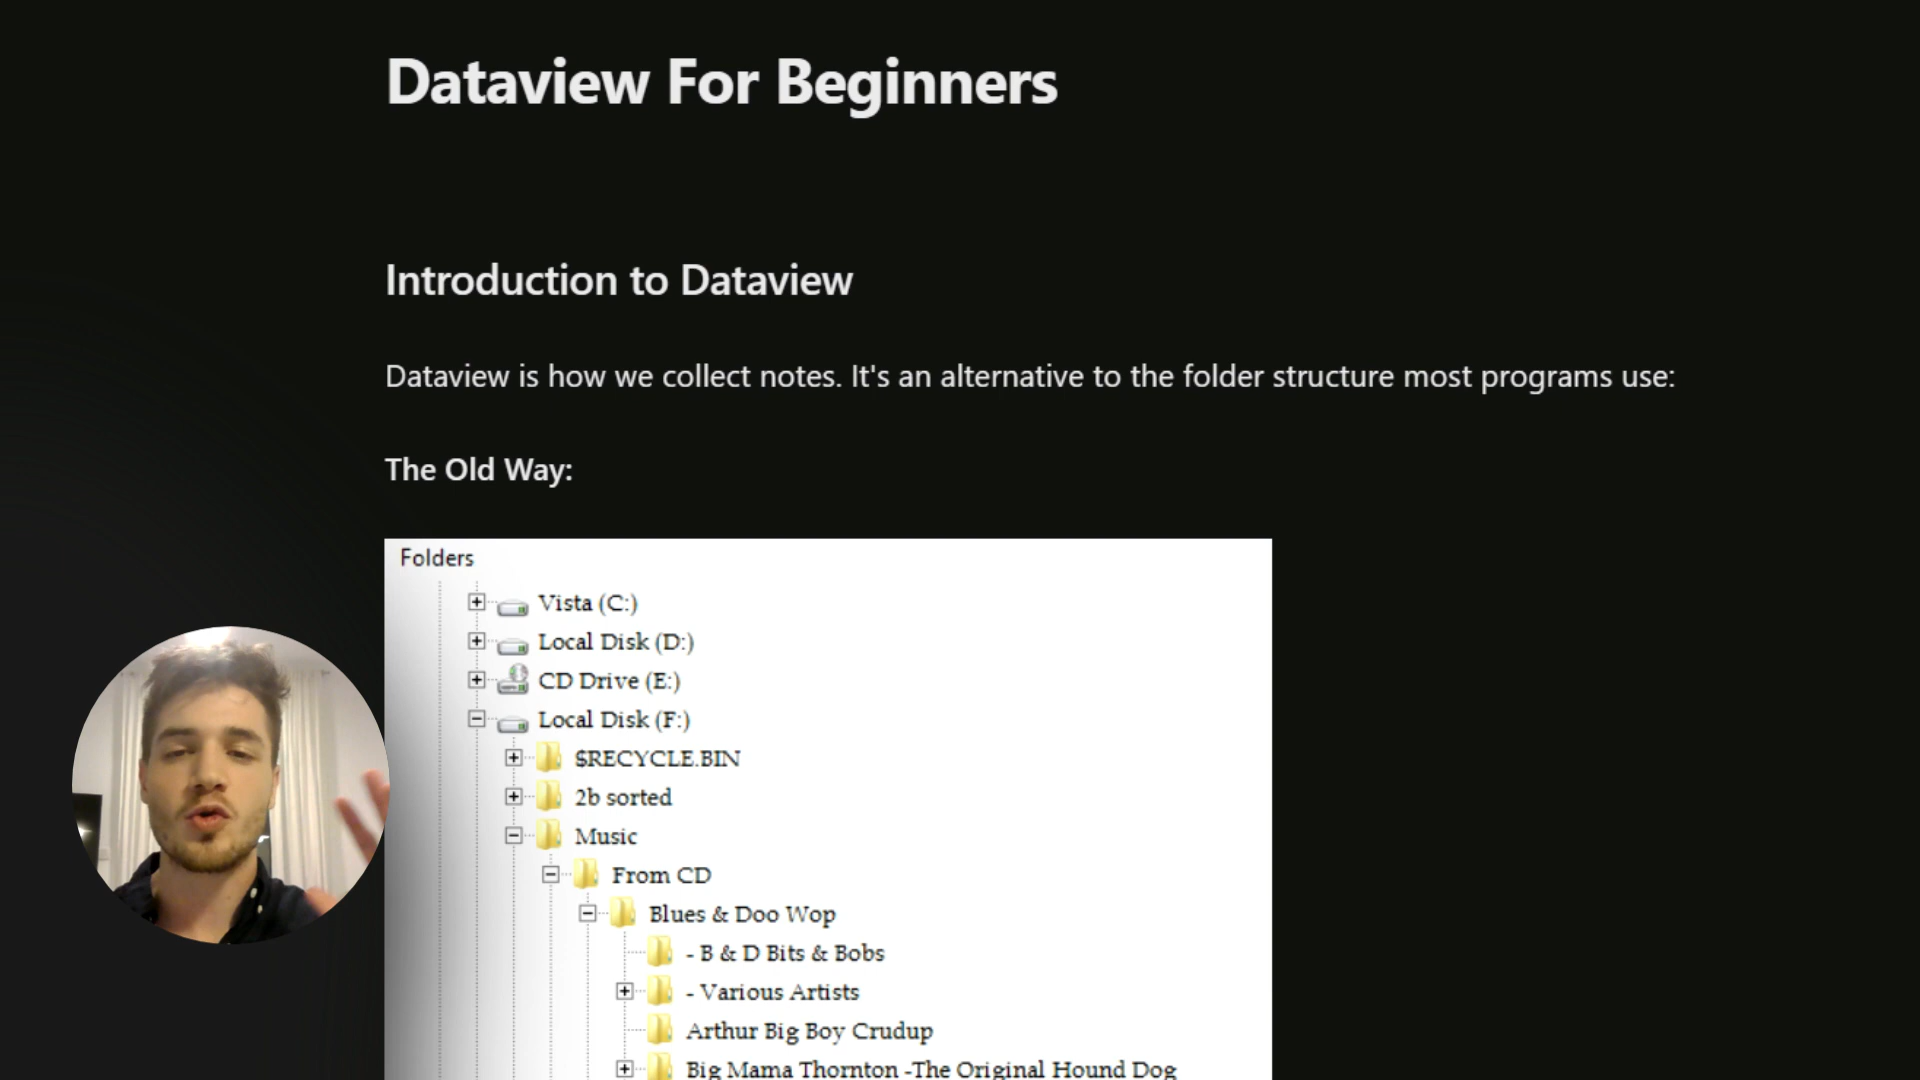 Dataview For Beginners
Introduction to Dataview
Dataview is how we collect notes. It's an alternative to the folder structure most programs use:
The Old Way:
Folders
Vista (C:)
Local Disk (D:)
CD Drive (E:)
Local Disk (F:)
$RECYCLE.BIN
2b sorted
Music
From CD
Blues & Doo Wop
- B & D Bits & Bobs
- Various Artists
Arthur Big Boy Crudup
Big Mama Thornton -The Original Hound Dog